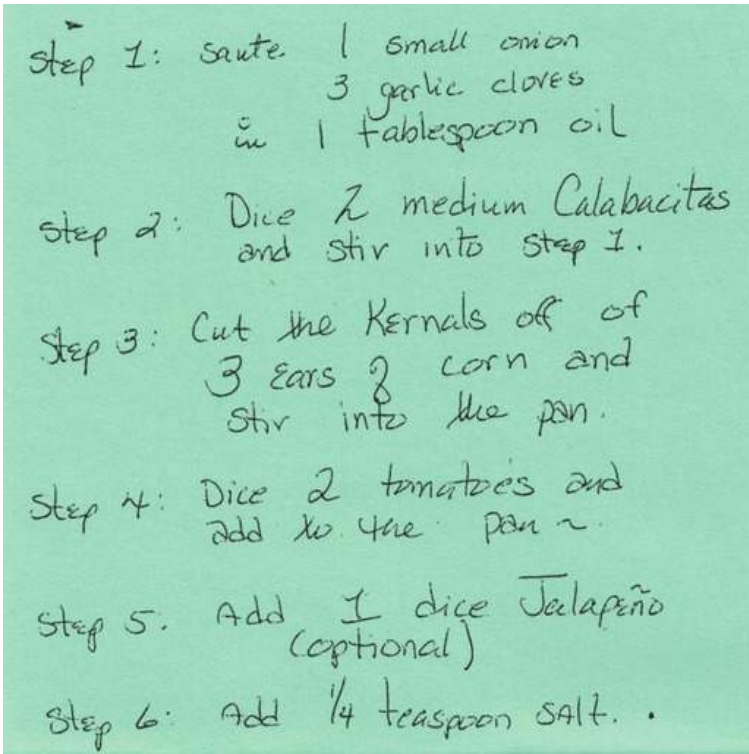 Step 1: Saute 1 small onion
3 garlic cloves
in 1 tablespoon oil
Step 2: Dice 2 medium Calabacitas
and stir into Step 1.
Step 3: Cut the Kernals off of
3 Ears of corn and
stir into the pan.
Step 4: Dice 2 tomatoes and
add to the pan ~
Step 5. Add 1 dice Jalapeño
(optional)
Step 6: Add 1/4 teaspoon SAlt. .